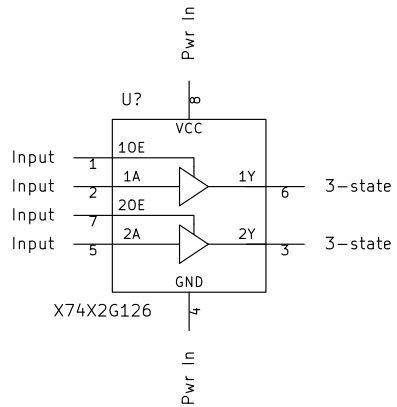 Pwr In
8
U?
VCC
Input 1 1OE
Input 2 1A 1Y 6 3-state
Input 7 2OE
Input 5 2A 2Y 3 3-state
GND
X74X2G126 4
Pwr In